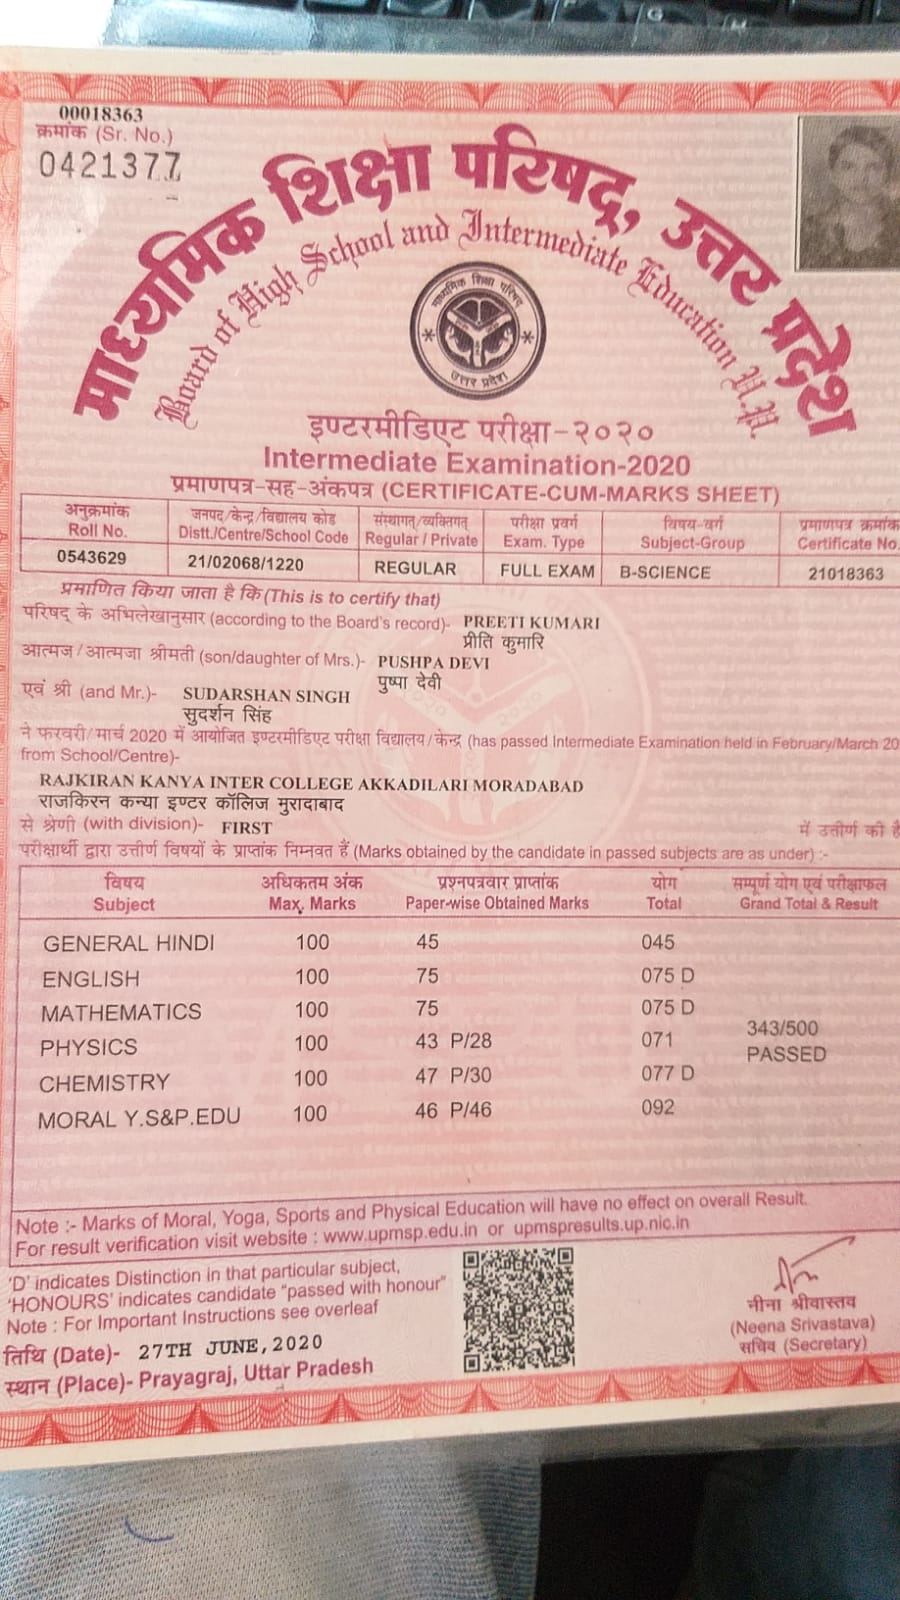 00018363
क्रमांक (Sr. No.)
0421377
माध्यमिक शिक्षा परिषद्, उत्तर प्रदेश
Board of High School and Intermediate Education U.P.
माध्यमिक शिक्षा परिषद्
उत्तर प्रदेश
इण्टरमीडिएट परीक्षा-२०२०
Intermediate Examination-2020
प्रमाणपत्र-सह-अंकपत्र (CERTIFICATE-CUM-MARKS SHEET)
अनुक्रमांक जनपद/केन्द्र/विद्यालय कोड संस्थागत/व्यक्तिगत परीक्षा प्रवर्ग विषय-वर्ग प्रमाणपत्र क्रमांक
Roll No. Distt./Centre/School Code Regular / Private Exam. Type Subject-Group Certificate No.
0543629 21/02068/1220 REGULAR FULL EXAM B-SCIENCE 21018363
प्रमाणित किया जाता है कि (This is to certify that)
परिषद् के अभिलेखानुसार (according to the Board's record)- PREETI KUMARI
प्रीति कुमारि
आत्मज/आत्मजा श्रीमती (son/daughter of Mrs.)- PUSHPA DEVI
पुष्पा देवी
एवं श्री (and Mr.)- SUDARSHAN SINGH
सुदर्शन सिंह
ने फरवरी/मार्च 2020 में आयोजित इण्टरमीडिएट परीक्षा विद्यालय/केन्द्र (has passed Intermediate Examination held in February/March 20
from School/Centre)-
RAJKIRAN KANYA INTER COLLEGE AKKADILARI MORADABAD
राजकिरन कन्या इण्टर कॉलिज मुरादाबाद
से श्रेणी (with division)- FIRST में उत्तीर्ण की है
परीक्षार्थी द्वारा उत्तीर्ण विषयों के प्राप्तांक निम्नवत हैं (Marks obtained by the candidate in passed subjects are as under) :-
विषय अधिकतम अंक प्रश्नपत्रवार प्राप्तांक योग सम्पूर्ण योग एवं परीक्षाफल
Subject Max. Marks Paper-wise Obtained Marks Total Grand Total & Result
GENERAL HINDI 100 45 045
ENGLISH 100 75 075 D
MATHEMATICS 100 75 075 D
343/500
PHYSICS 100 43 P/28 071
PASSED
CHEMISTRY 100 47 P/30 077 D
MORAL Y.S&P.EDU 100 46 P/46 092
Note :- Marks of Moral, Yoga, Sports and Physical Education will have no effect on overall Result.
For result verification visit website : www.upmsp.edu.in or upmspresults.up.nic.in
'D' indicates Distinction in that particular subject,
'HONOURS' indicates candidate "passed with honour"
Note : For Important Instructions see overleaf
तिथि (Date)- 27TH JUNE,2020
स्थान (Place)- Prayagraj, Uttar Pradesh
नीना श्रीवास्तव
(Neena Srivastava)
सचिव (Secretary)